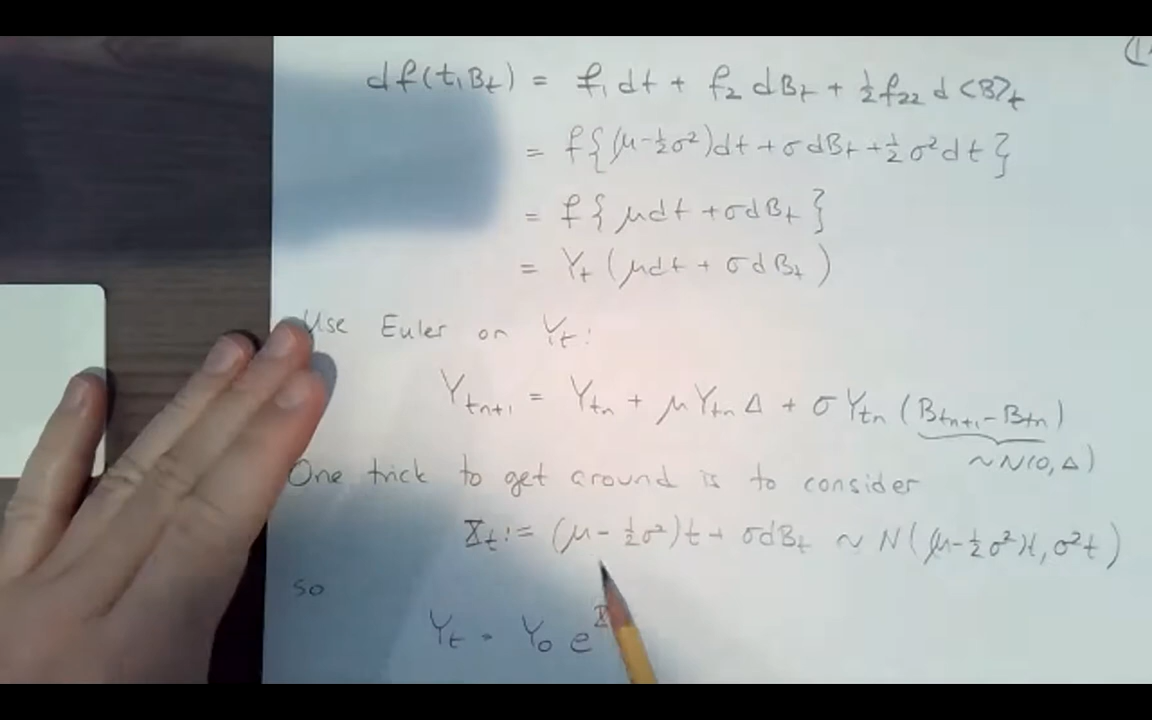 df(t,Bt) = f₁dt + f₂ dBt + ½f₂₂ d<B>t
= f{(μ-½σ²)dt + σdBt + ½σ²dt}
= f{μdt + σdBt}
= Yt (μdt + σdBt)
Use Euler on Yt:
Ytn+1 = Ytn + μYtn Δ + σYtn (Btn+1 - Btn)
~N(0,Δ)
One trick to get around is to consider
Xt := (μ-½σ²)t + σdBt ~ N((μ-½σ²)t, σ²t)
so
Yt = Y₀ e